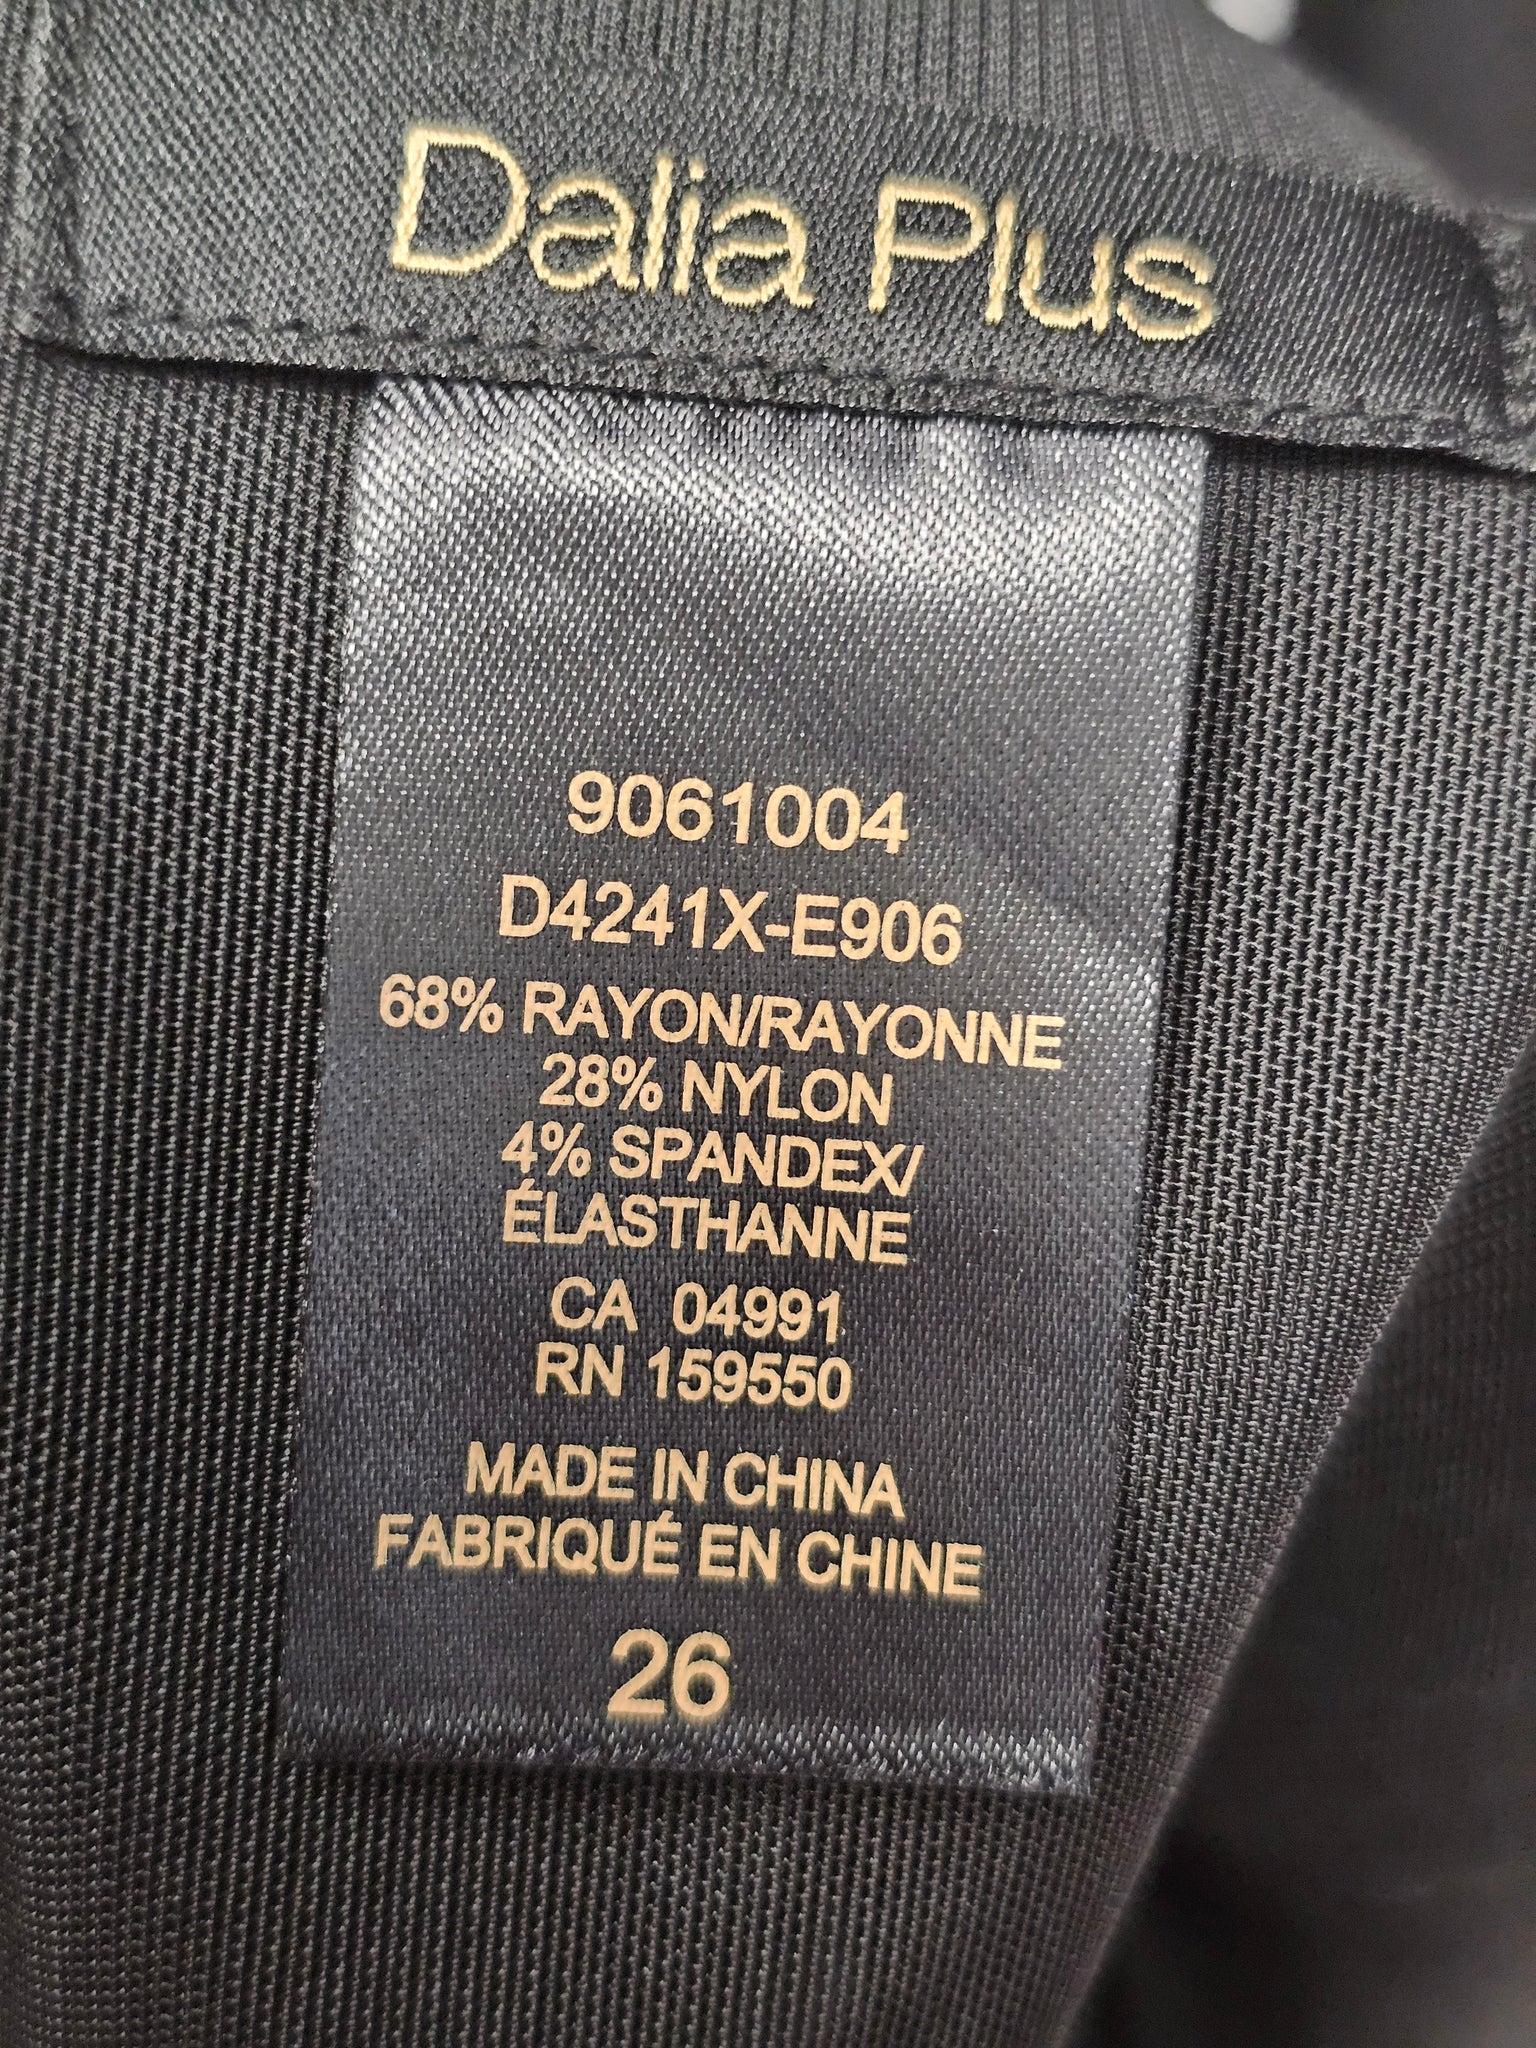 Dalia Plus
9061004
D4241X-E906
68% RAYON/RAYONNE
28% NYLON
4% SPANDEX/
ÉLASTHANNE
CA 04991
RN 159550
MADE IN CHINA
FABRIQUÉ EN CHINE
26